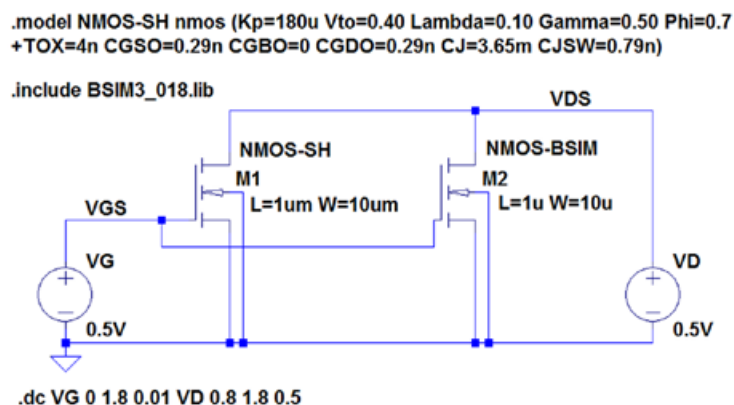 .model NMOS-SH nmos (Kp=180u Vto=0.40 Lambda=0.10 Gamma=0.50 Phi=0.7
+TOX=4n CGSO=0.29n CGBO=0 CGDO=0.29n CJ=3.65m CJSW=0.79n)
.include BSIM3_018.lib
VDS
NMOS-SH
NMOS-BSIM
M1
M2
L=1um W=10um
L=1u W=10u
VGS
VG
VD
+
+
−
−
0.5V
0.5V
.dc VG 0 1.8 0.01 VD 0.8 1.8 0.5